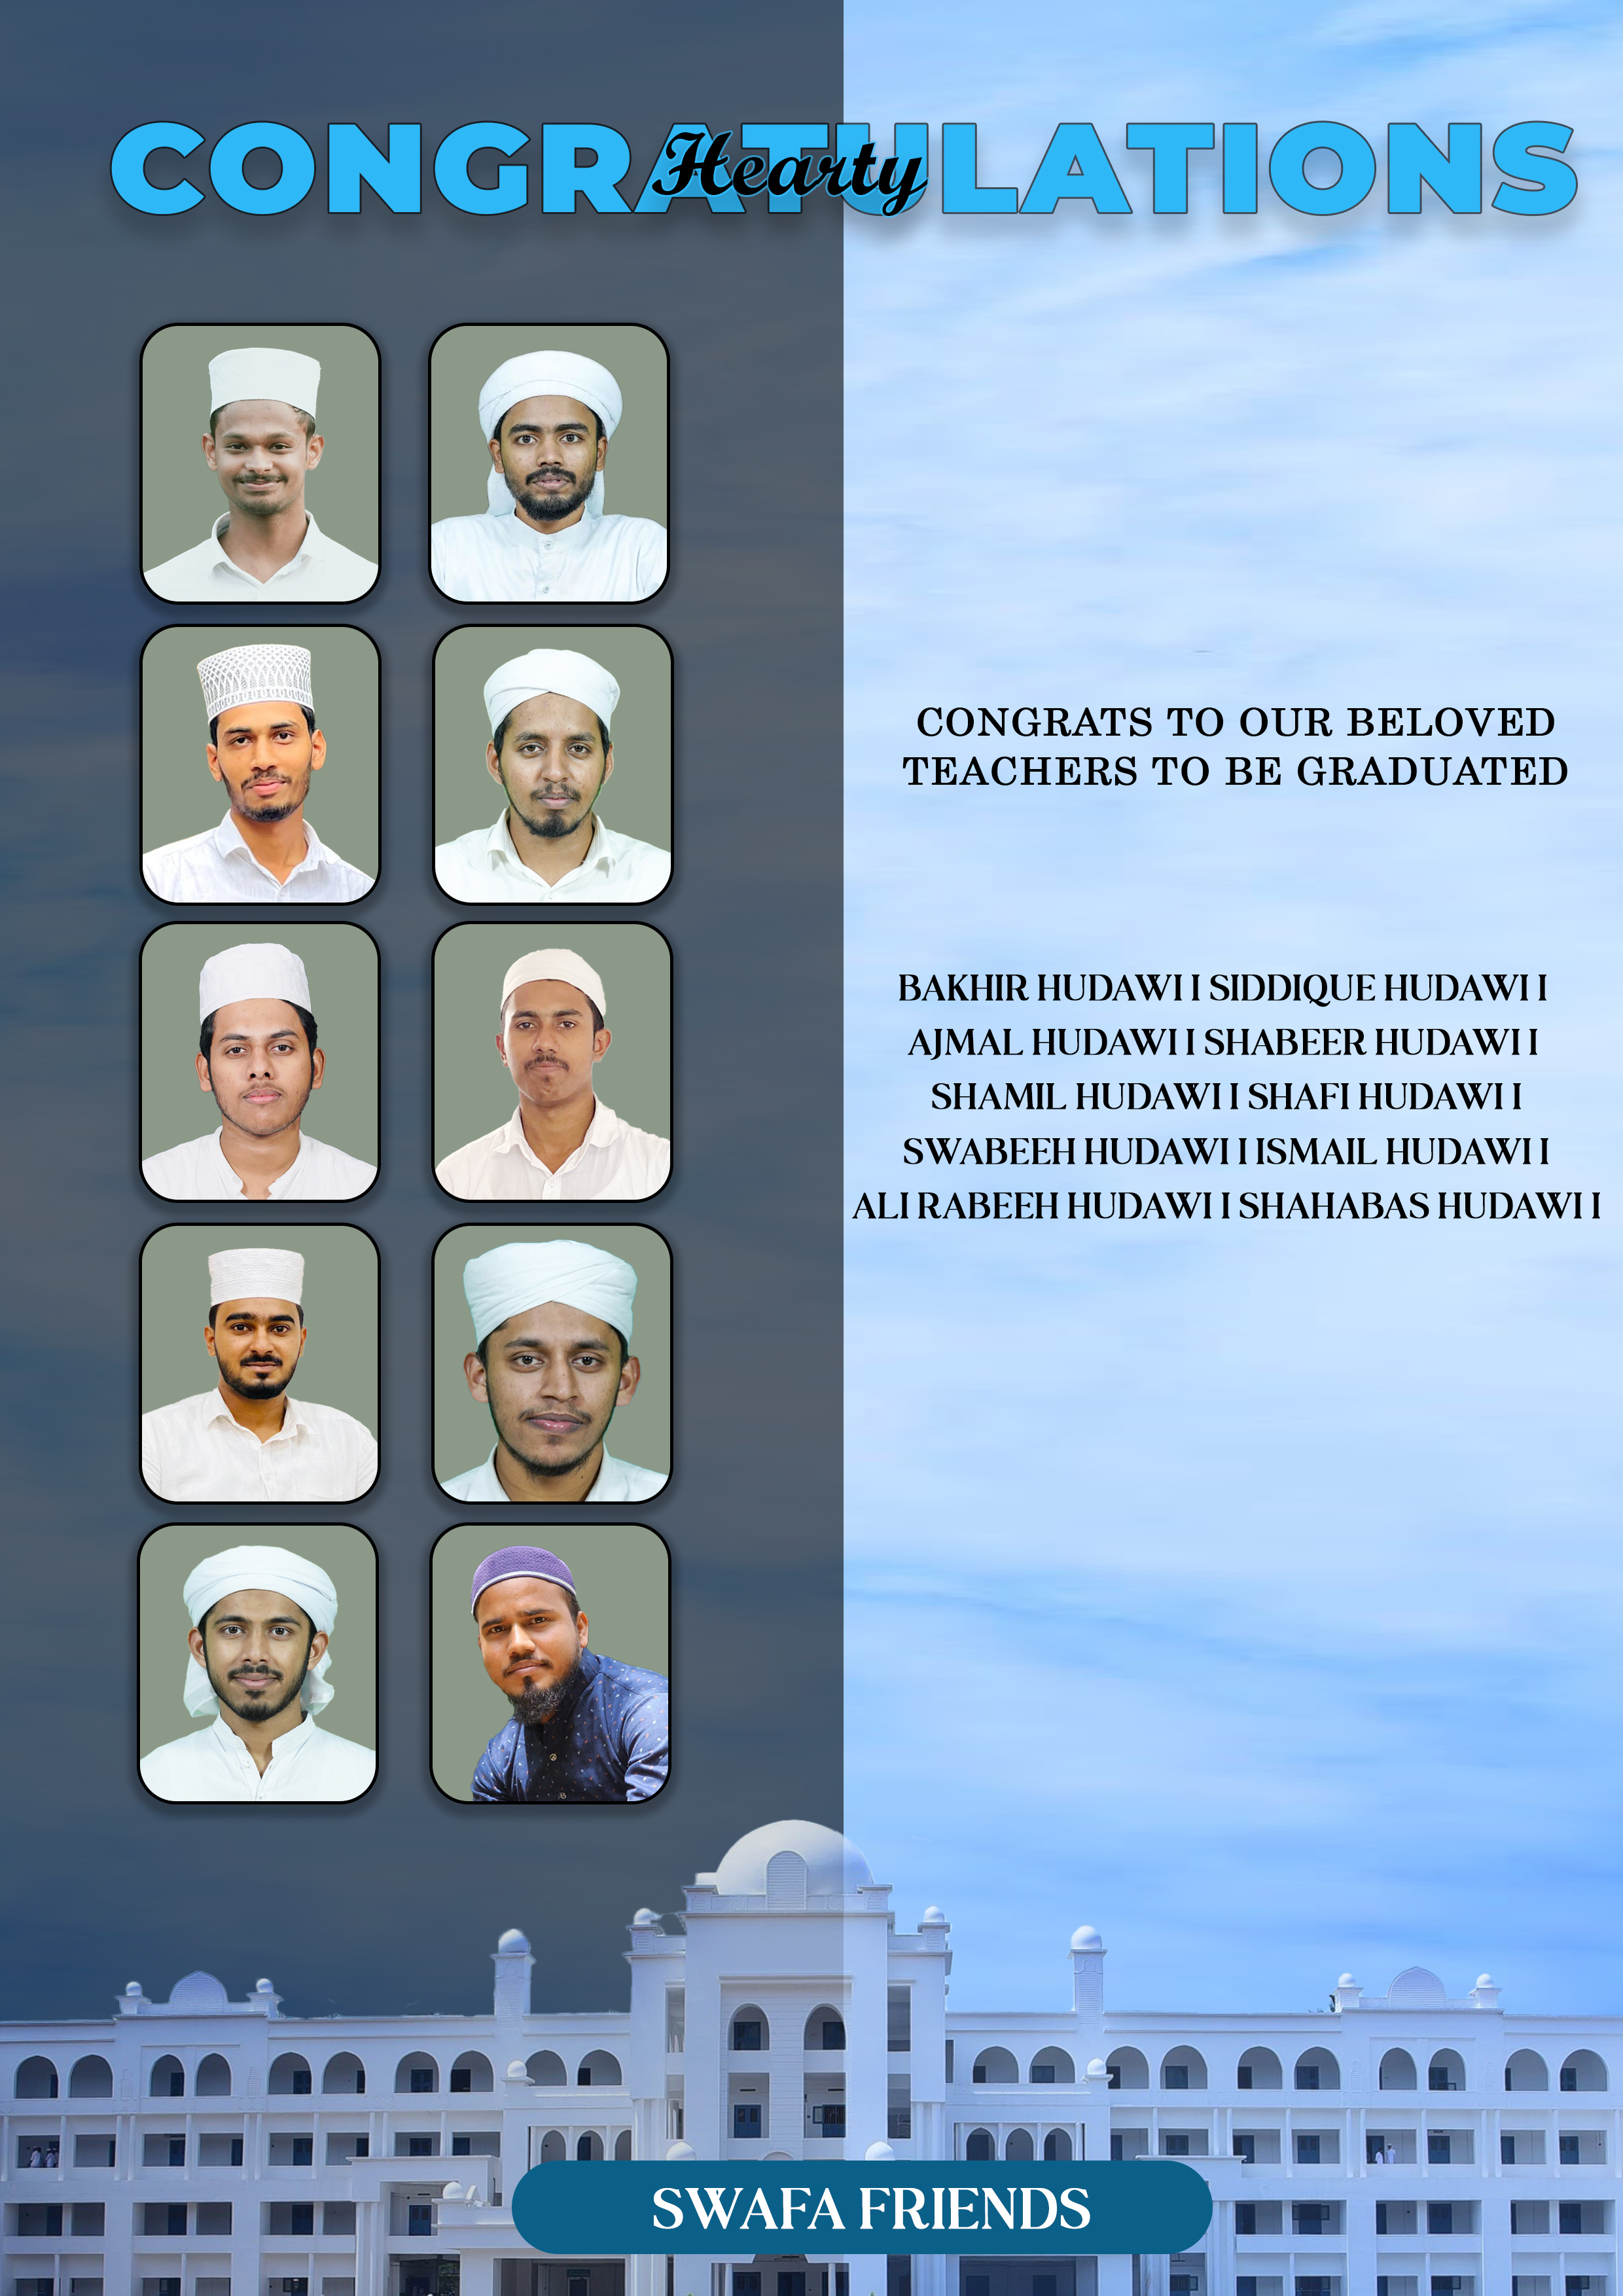 CONGRATULATIONS
Hearty
CONGRATS TO OUR BELOVED
TEACHERS TO BE GRADUATED
BAKHIR HUDAWI I SIDDIQUE HUDAWI I
AJMAL HUDAWI I SHABEER HUDAWI I
SHAMIL HUDAWI I SHAFI HUDAWI I
SWABEEH HUDAWI I ISMAIL HUDAWI I
ALI RABEEH HUDAWI I SHAHABAS HUDAWI I
SWAFA FRIENDS